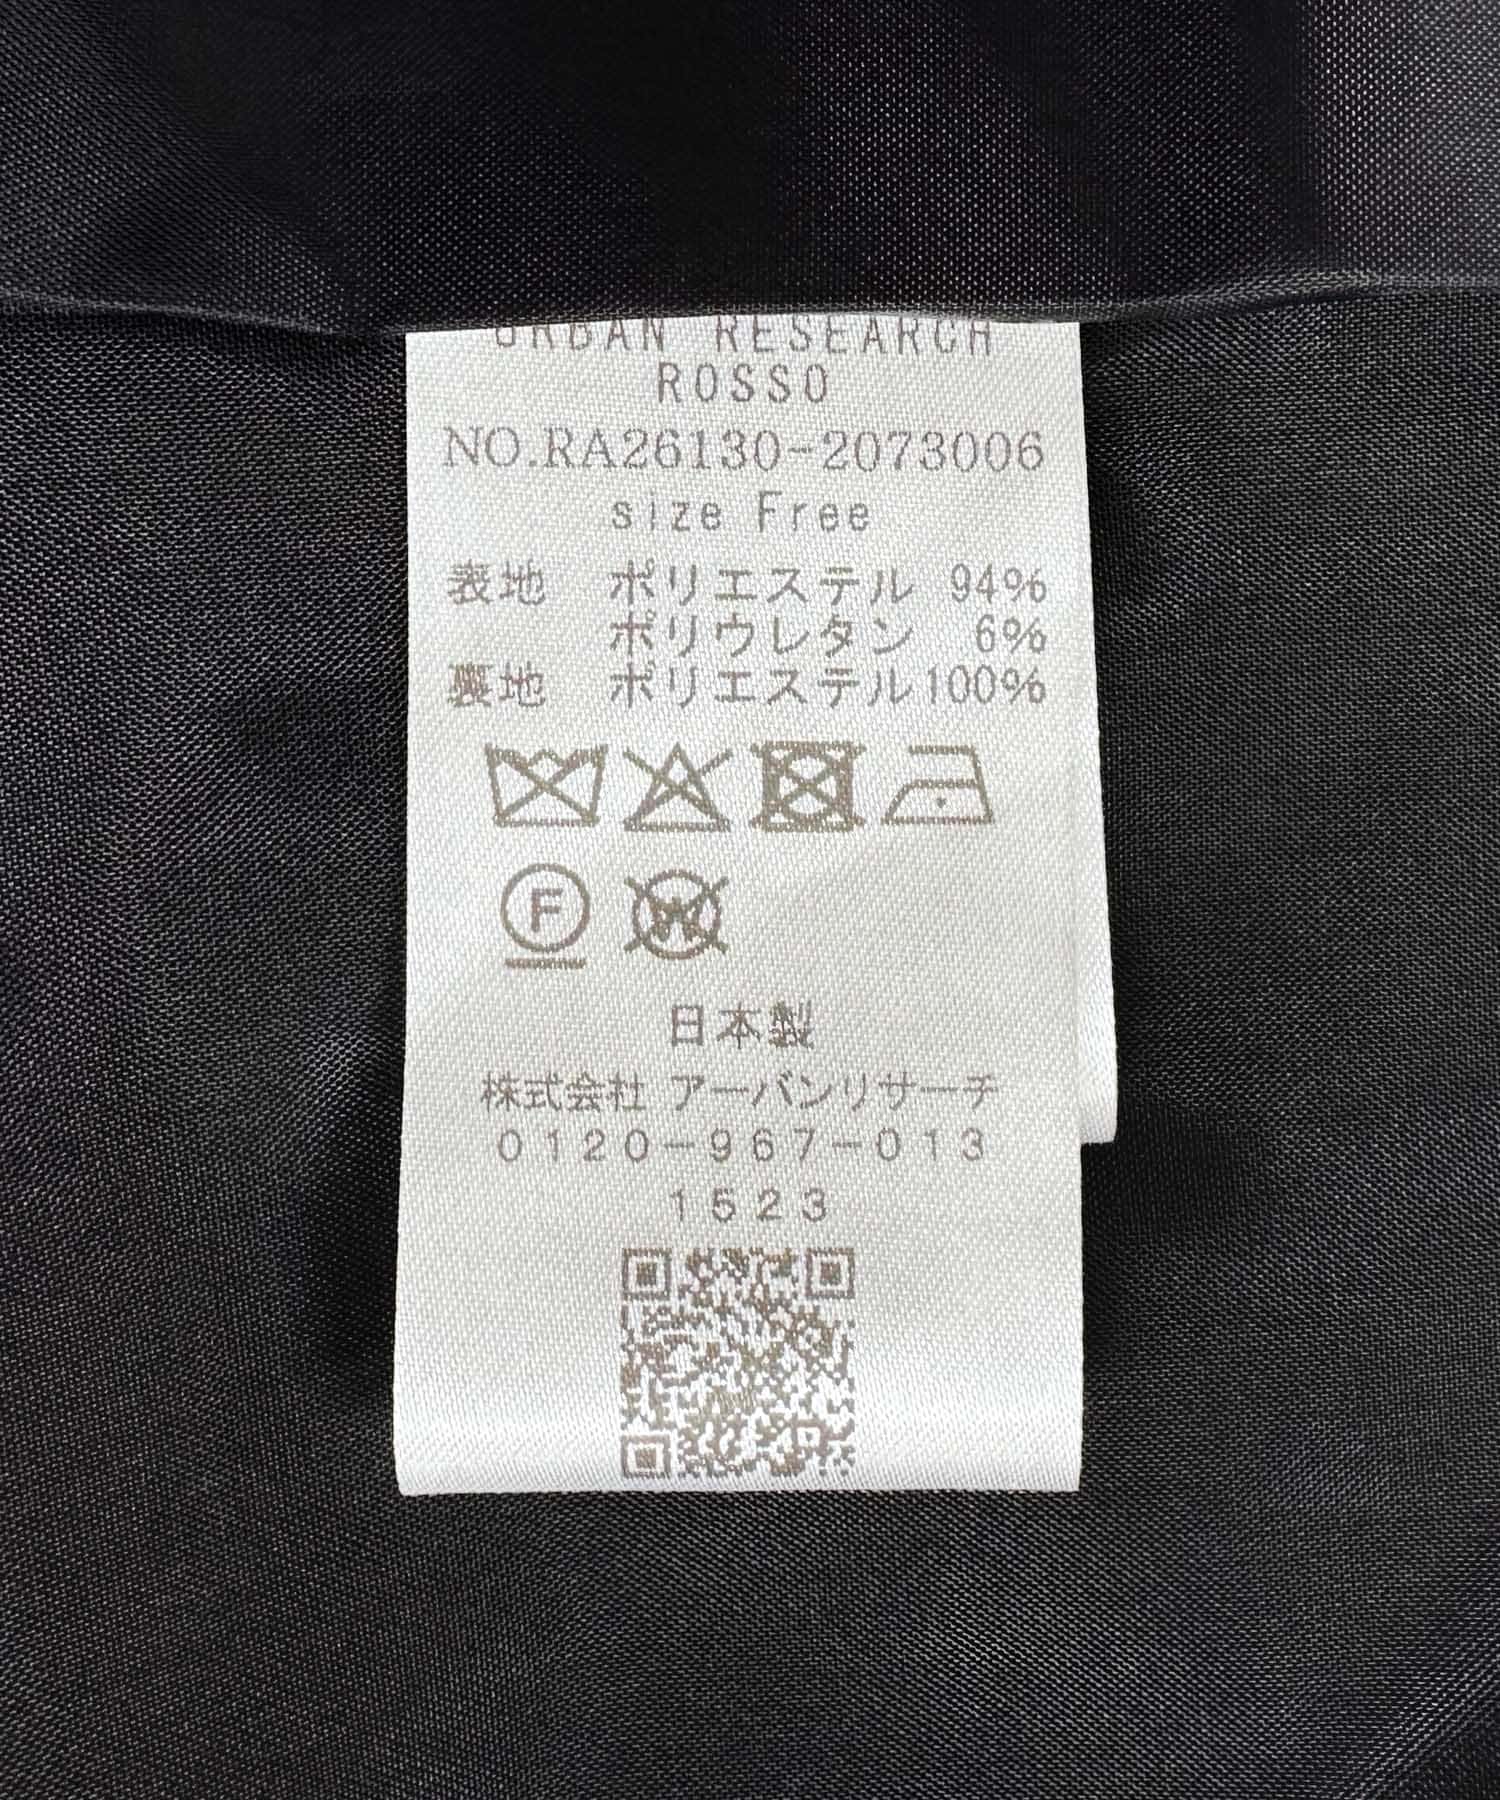 URBAN RESEARCH
ROSSO
NO.RA26130-2073006
size Free
表地 ポリエステル 94%
ポリウレタン 6%
裏地 ポリエステル100%
F W
日本製
株式会社 アーバンリサーチ
0120-967-013
1523